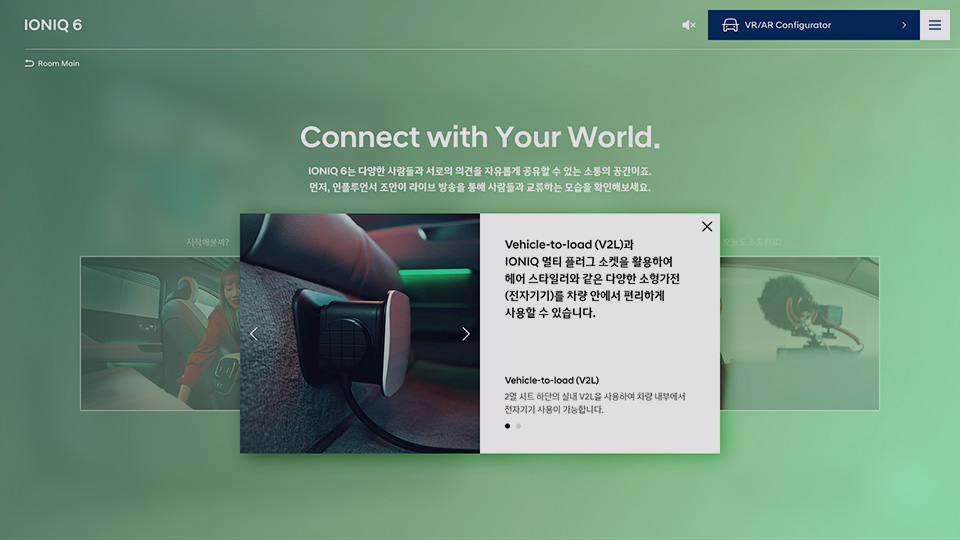 IONIQ 6
VR/AR Configurator
Room Main
Connect with Your World.
IONIQ 6는 다양한 사람들과 서로의 의견을 자유롭게 공유할 수 있는 소통의 공간이죠.
먼저, 인플루언서 조안이 라이브 방송을 통해 사람들과 교류하는 모습을 확인해보세요.
시작해볼까?
Vehicle-to-load (V2L)과
IONIQ 멀티 플러그 소켓을 활용하여
헤어 스타일러와 같은 다양한 소형가전
(전자기기)를 차량 안에서 편리하게
사용할 수 있습니다.
Vehicle-to-load (V2L)
2열 시트 하단의 실내 V2L을 사용하여 차량 내부에서
전자기기 사용이 가능합니다.